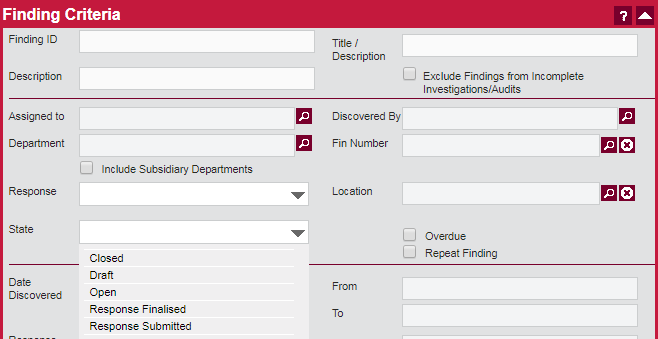 Finding Criteria ?
Finding ID
Title /
Description
Description
Exclude Findings from Incomplete
Investigations/Audits
Assigned to
Discovered By
Department
Fin Number
Include Subsidiary Departments
Response
Location
State
Overdue
Repeat Finding
Closed
Draft
Open
Response Finalised
Response Submitted
Date
Discovered
From
To